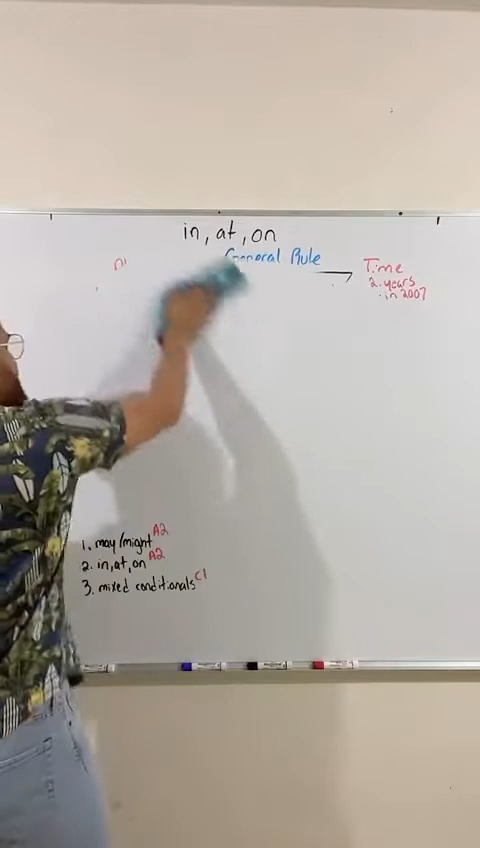 in, at, on
General Rule
Time
2. years
· in 2007
1. may/might A2
2. in, at, on A2
3. mixed conditionals C1